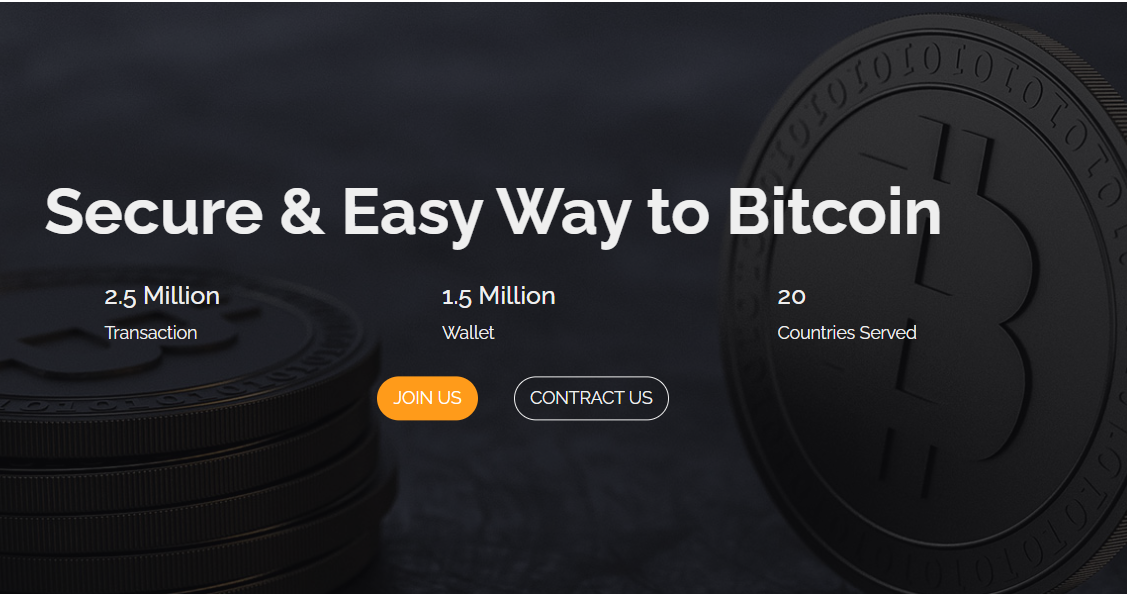 Secure & Easy Way to Bitcoin
2.5 Million
1.5 Million
20
Transaction
Wallet
Countries Served
JOIN US
CONTRACT US